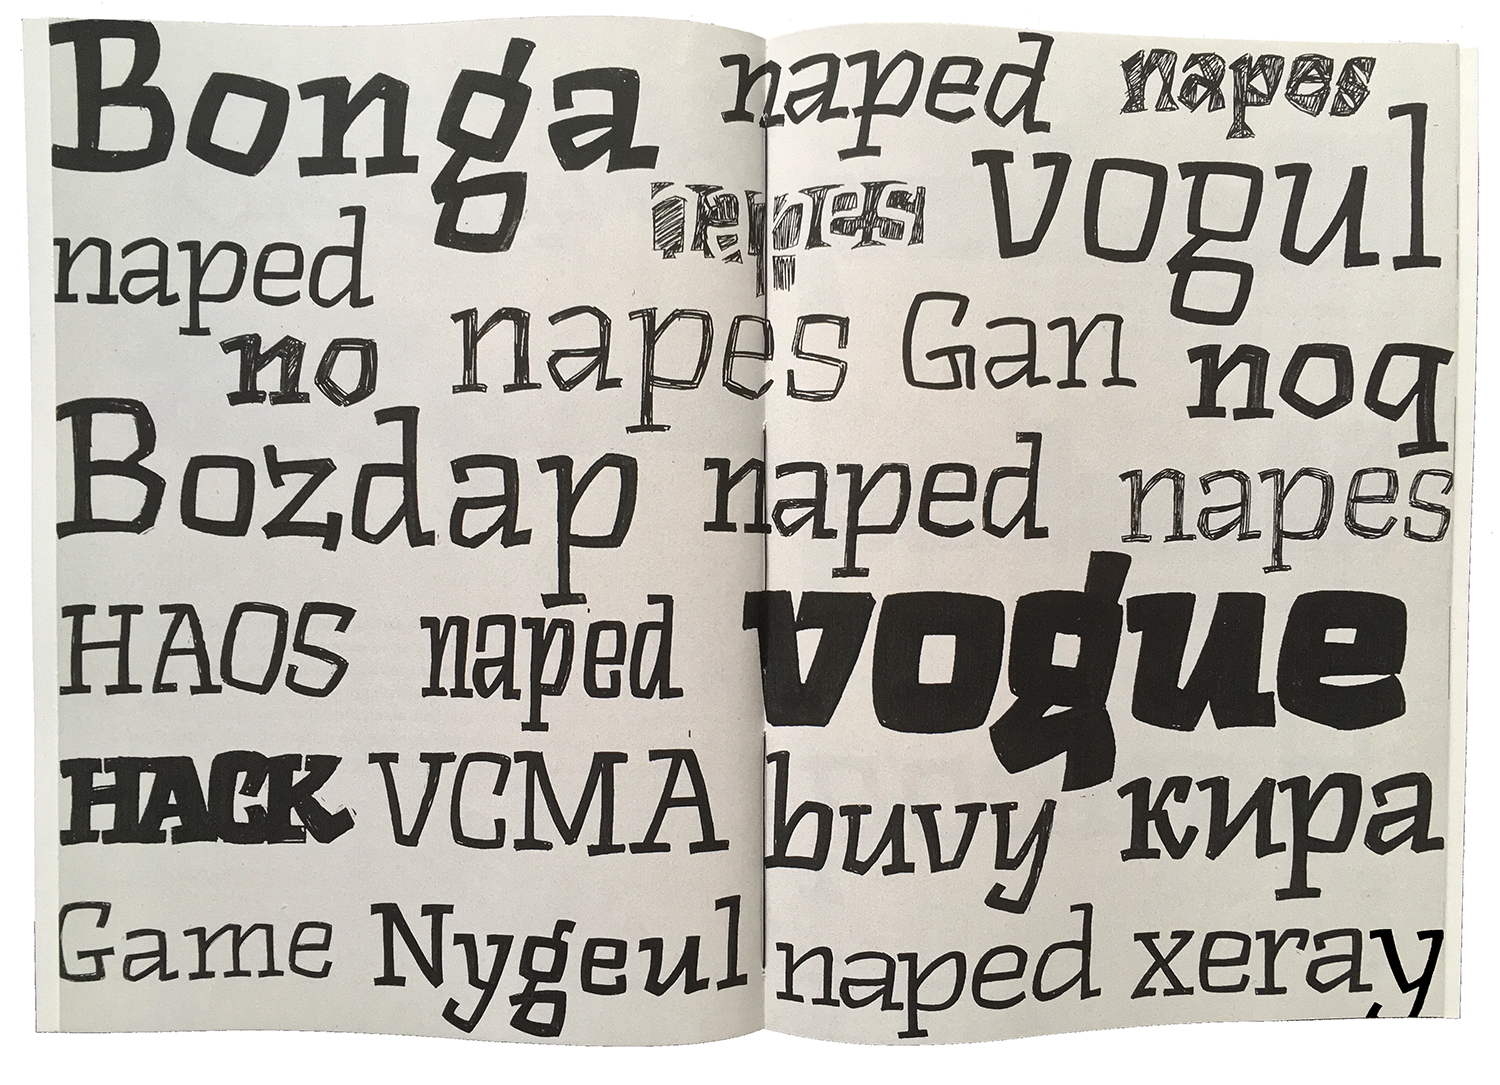 Bonga naped napes
napes vogul
naped
no napes Gan noq
Bozdap naped napes
HAOS naped vogue
HACK VCMA buvy кира
Game Nygeul naped xeray